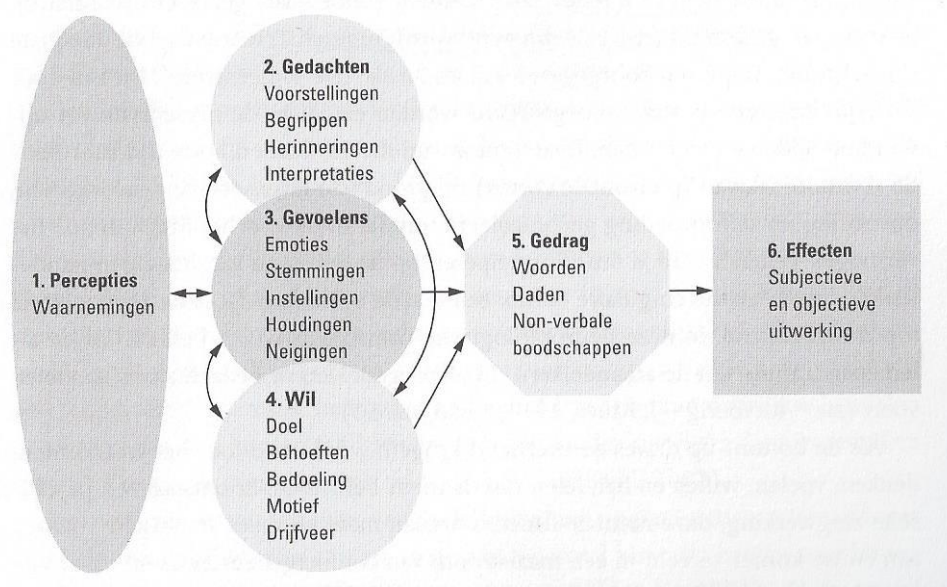 1. Percepties
Waarnemingen
2. Gedachten
Voorstellingen
Begrippen
Herinneringen
Interpretaties
3. Gevoelens
Emoties
Stemmingen
Instellingen
Houdingen
Neigingen
4. Wil
Doel
Behoeften
Bedoeling
Motief
Drijfveer
5. Gedrag
Woorden
Daden
Non-verbale
boodschappen
6. Effecten
Subjectieve
en objectieve
uitwerking